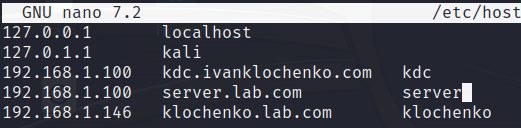 GNU nano 7.2 /etc/host
127.0.0.1 localhost
127.0.1.1 kali
192.168.1.100 kdc.ivanklochenko.com kdc
192.168.1.100 server.lab.com server
192.168.1.146 klochenko.lab.com klochenko